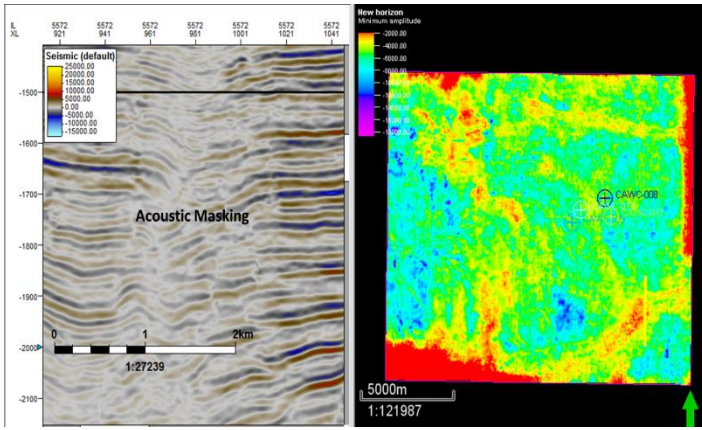 IL 5572 5572 5572 5572 5572 5572 5572
XL 921 941 961 981 1001 1021 1041
Seismic (default)
25000.00
20000.00
15000.00
10000.00
5000.00
0.00
-5000.00
-10000.00
-15000.00
-1500
-1600
-1700
-1800
-1900
-2000
-2100
Acoustic Masking
0 1 2km
1:27239
New horizon
Minimum amplitude
-2000.00
-4000.00
-6000.00
-8000.00
CAWC-008
5000m
1:121987